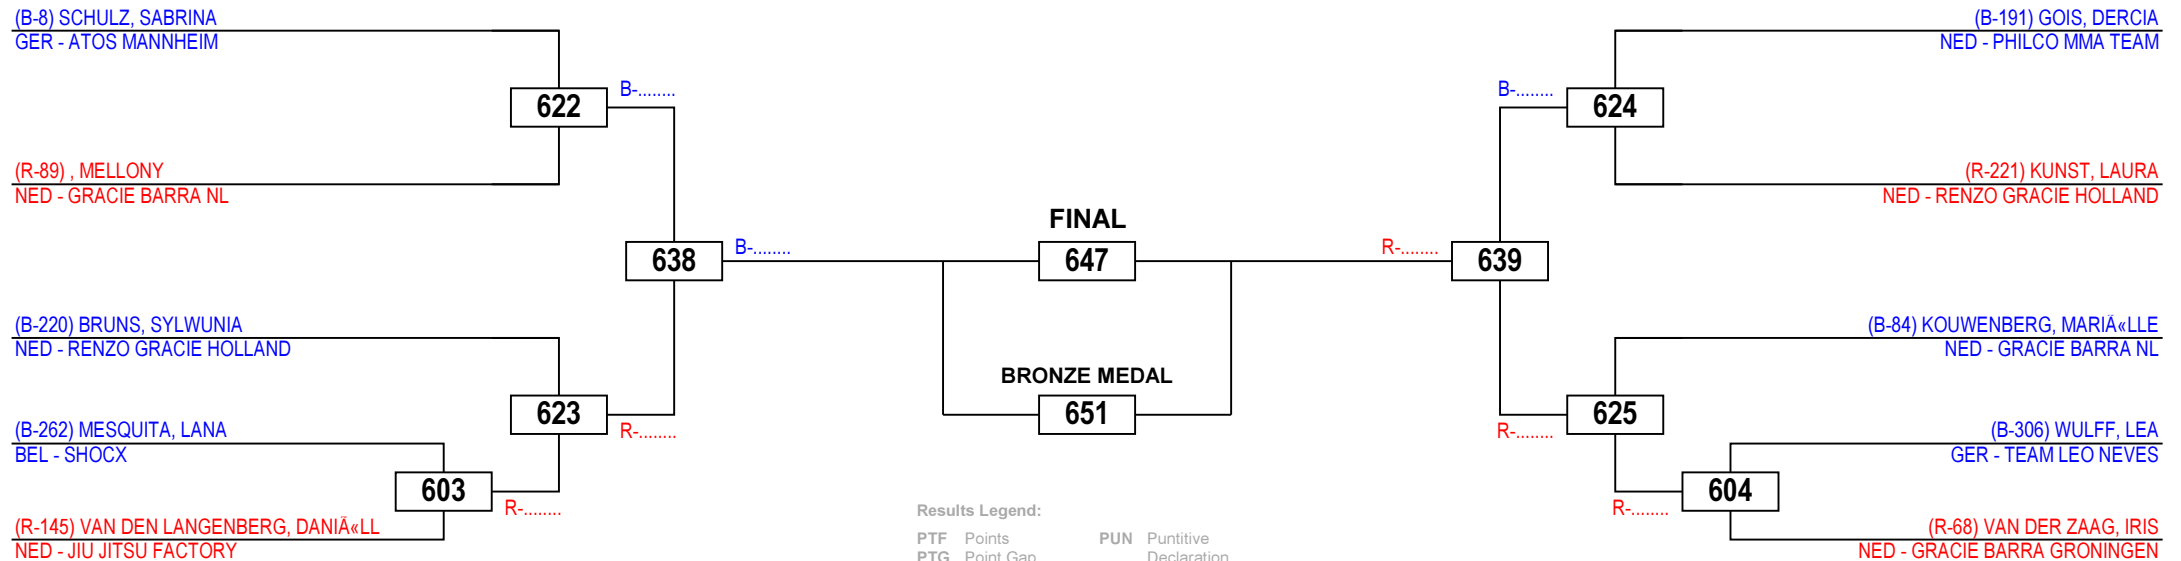 (B-8) SCHULZ, SABRINA
GER - ATOS MANNHEIM
622
B-........
(R-89) , MELLONY
NED - GRACIE BARRA NL
638
B-........
(B-220) BRUNS, SYLWUNIA
NED - RENZO GRACIE HOLLAND
623
R-........
(B-262) MESQUITA, LANA
BEL - SHOCX
603
R-........
(R-145) VAN DEN LANGENBERG, DANIÃ«LL
NED - JIU JITSU FACTORY
FINAL
647
BRONZE MEDAL
651
Results Legend:
PTF Points PUN Puntitive
PTG Point Gap Declaration
(B-191) GOIS, DERCIA
NED - PHILCO MMA TEAM
B-........
624
(R-221) KUNST, LAURA
NED - RENZO GRACIE HOLLAND
R-........
639
(B-84) KOUWENBERG, MARIÃ«LLE
NED - GRACIE BARRA NL
625
R-........
(B-306) WULFF, LEA
GER - TEAM LEO NEVES
604
R-........
(R-68) VAN DER ZAAG, IRIS
NED - GRACIE BARRA GRONINGEN